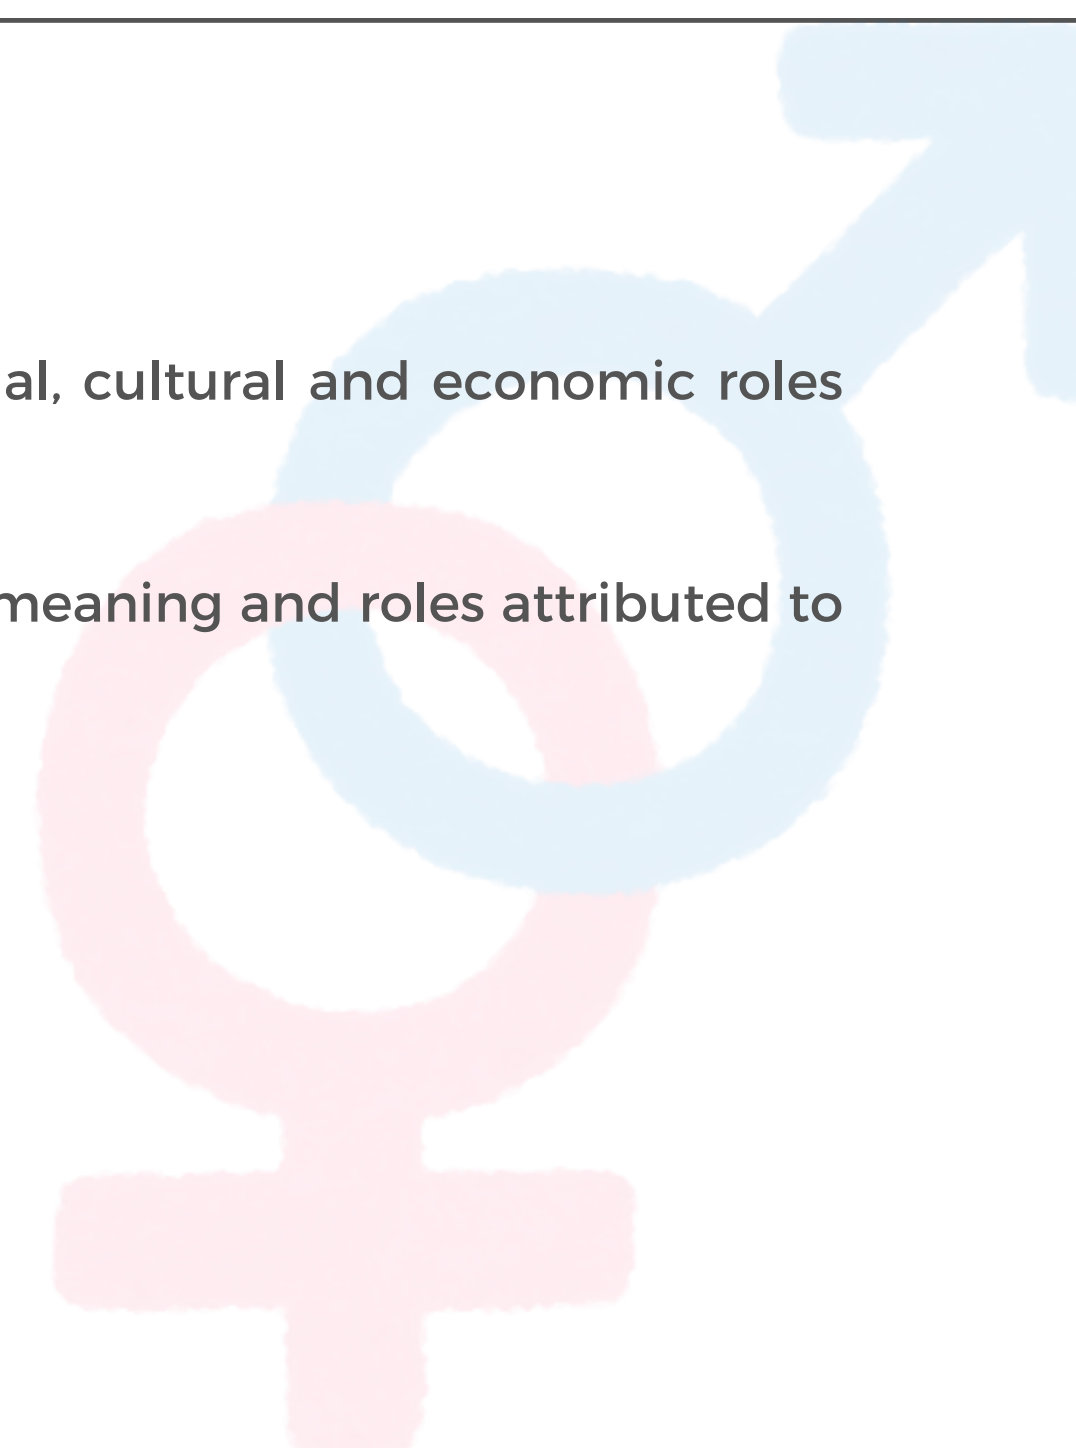 al, cultural and economic roles
meaning and roles attributed to